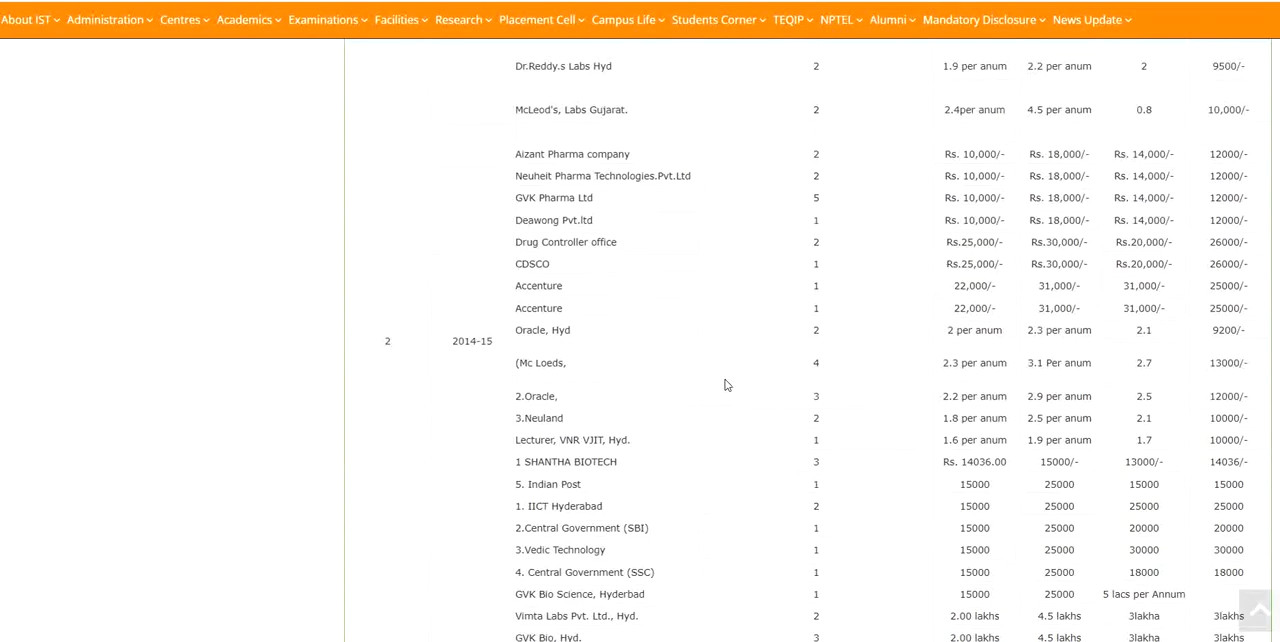 About IST Administration Centres Academics Examinations Facilities Research Placement Cell Campus Life Students Corner TEQIP NPTEL Alumni Mandatory Disclosure News Update
Dr.Reddy.s Labs Hyd 2 1.9 per anum 2.2 per anum 2 9500/-
McLeod's, Labs Gujarat. 2 2.4per anum 4.5 per anum 0.8 10,000/-
Aizant Pharma company 2 Rs. 10,000/- Rs. 18,000/- Rs. 14,000/- 12000/-
Neuheit Pharma Technologies.Pvt.Ltd 2 Rs. 10,000/- Rs. 18,000/- Rs. 14,000/- 12000/-
GVK Pharma Ltd 5 Rs. 10,000/- Rs. 18,000/- Rs. 14,000/- 12000/-
Deawong Pvt.ltd 1 Rs. 10,000/- Rs. 18,000/- Rs. 14,000/- 12000/-
Drug Controller office 2 Rs.25,000/- Rs.30,000/- Rs.20,000/- 26000/-
CDSCO 1 Rs.25,000/- Rs.30,000/- Rs.20,000/- 26000/-
Accenture 1 22,000/- 31,000/- 31,000/- 25000/-
Accenture 1 22,000/- 31,000/- 31,000/- 25000/-
Oracle, Hyd 2 2 per anum 2.3 per anum 2.1 9200/-
2 2014-15
(Mc Loeds, 4 2.3 per anum 3.1 Per anum 2.7 13000/-
2.Oracle, 3 2.2 per anum 2.9 per anum 2.5 12000/-
3.Neuland 2 1.8 per anum 2.5 per anum 2.1 10000/-
Lecturer, VNR VJIT, Hyd. 1 1.6 per anum 1.9 per anum 1.7 10000/-
1 SHANTHA BIOTECH 3 Rs. 14036.00 15000/- 13000/- 14036/-
5. Indian Post 1 15000 25000 15000 15000
1. IICT Hyderabad 2 15000 25000 25000 25000
2.Central Government (SBI) 1 15000 25000 20000 20000
3.Vedic Technology 1 15000 25000 30000 30000
4. Central Government (SSC) 1 15000 25000 18000 18000
GVK Bio Science, Hyderbad 1 15000 25000 5 lacs per Annum
Vimta Labs Pvt. Ltd., Hyd. 2 2.00 lakhs 4.5 lakhs 3lakha 3lakhs
GVK Bio, Hyd. 3 2.00 lakhs 4.5 lakhs 3lakhs 3lakhs